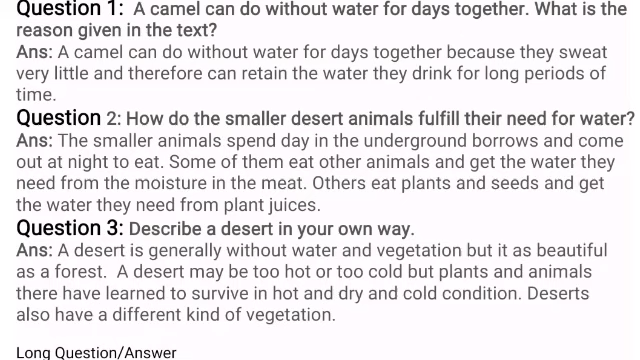 Question 1: A camel can do without water for days together. What is the
reason given in the text?
Ans: A camel can do without water for days together because they sweat
very little and therefore can retain the water they drink for long periods of
time.
Question 2: How do the smaller desert animals fulfill their need for water?
Ans: The smaller animals spend day in the underground borrows and come
out at night to eat. Some of them eat other animals and get the water they
need from the moisture in the meat. Others eat plants and seeds and get
the water they need from plant juices.
Question 3: Describe a desert in your own way.
Ans: A desert is generally without water and vegetation but it as beautiful
as a forest. A desert may be too hot or too cold but plants and animals
there have learned to survive in hot and dry and cold condition. Deserts
also have a different kind of vegetation.
Long Question/Answer